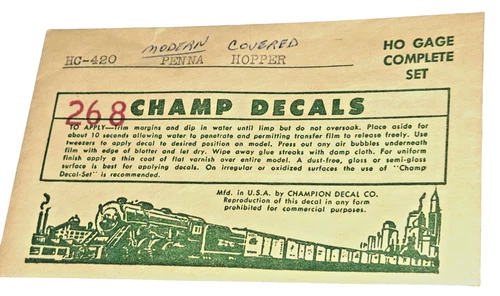 MODERN COVERED
HC-420 PENNA HOPPER
HO GAGE
COMPLETE
SET
268 CHAMP DECALS
TO APPLY—Trim margins and dip in water until limp but do not oversoak. Place aside for
about 10 seconds allowing water to penetrate and permitting transfer film to release freely. Use
tweezers to apply decal to desired position on model. Press out any air bubbles underneath
film with edge of blotter and let dry. Wipe away glue streaks with damp cloth. For uniform
finish apply a thin coat of flat varnish over entire model. A dust-free, gloss or semi-gloss
surface is best for applying decals. On irregular or oxidized surfaces the use of "Champ
Decal-Set" is recommended.
Mfd. in U.S.A. by CHAMPION DECAL CO.
Reproduction of this decal in any form
prohibited for commercial purposes.